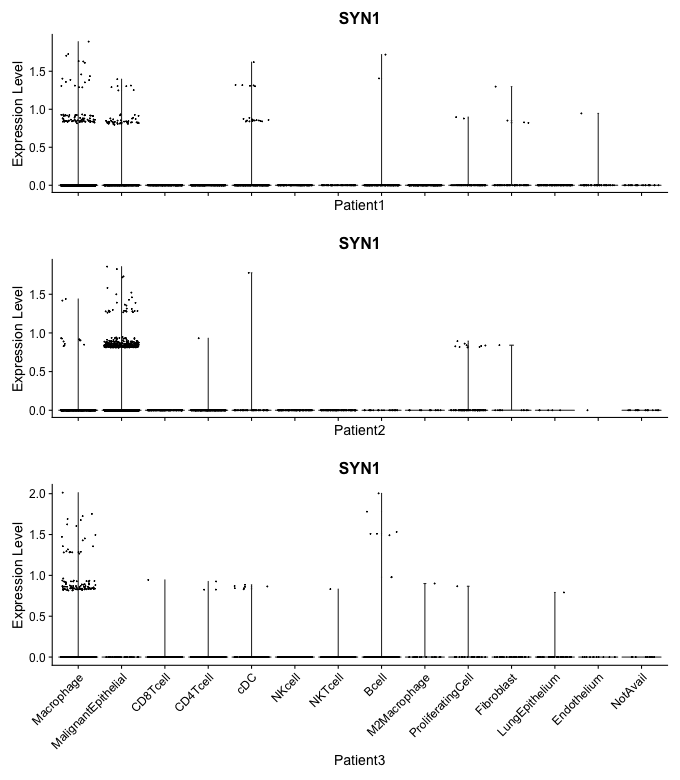 SYN1
Expression Level
1.5
1.0
0.5
0.0
Patient1
SYN1
Expression Level
1.5
1.0
0.5
0.0
Patient2
SYN1
Expression Level
2.0
1.5
1.0
0.5
0.0
Macrophage
MalignantEpithelial
CD8Tcell
CD4Tcell
cDC
NKcell
NKTcell
Bcell
M2Macrophage
ProliferatingCell
Fibroblast
LungEpithelium
Endothelium
NotAvail
Patient3